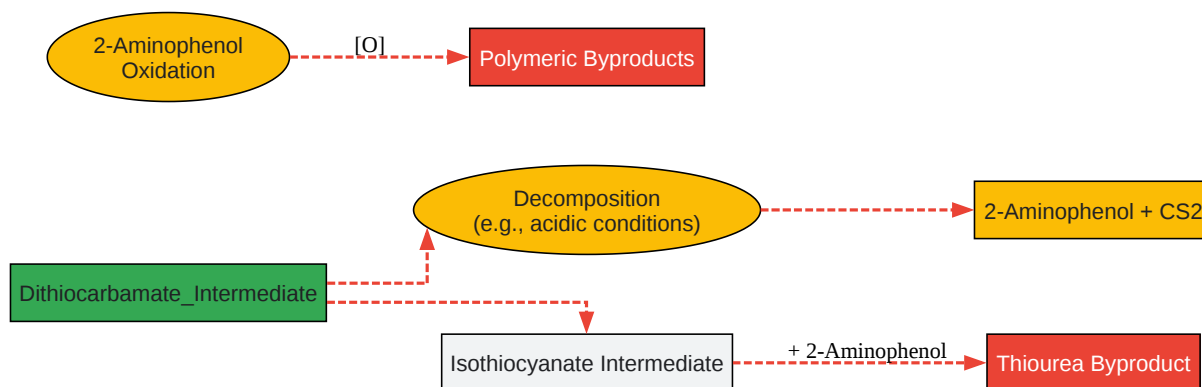 2-Aminophenol
Oxidation
[O]
Polymeric Byproducts
Decomposition
(e.g., acidic conditions)
2-Aminophenol + CS2
Dithiocarbamate_Intermediate
Isothiocyanate Intermediate
+ 2-Aminophenol
Thiourea Byproduct